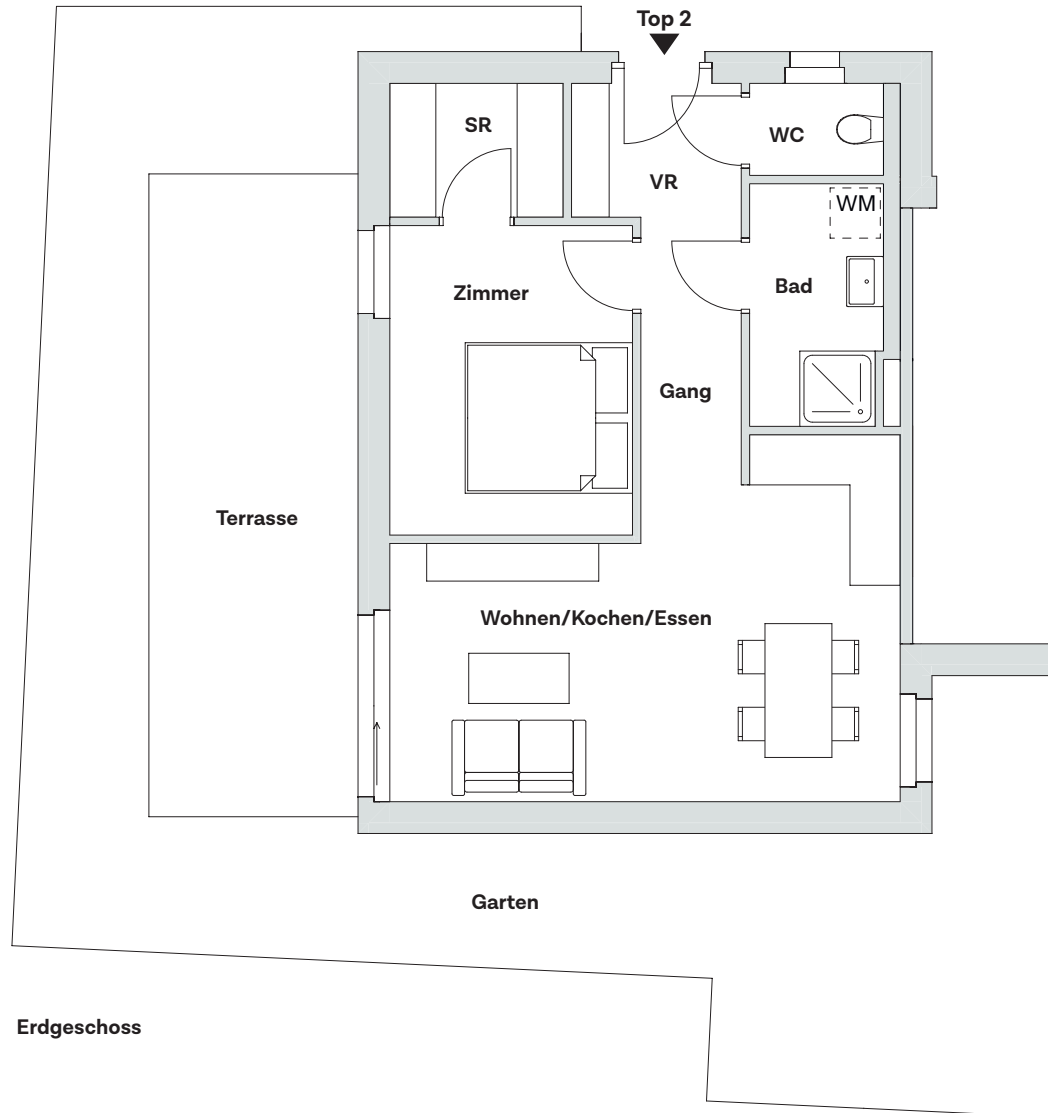 Top 2
SR
WC
VR
WM
Bad
Zimmer
Gang
Terrasse
Wohnen/Kochen/Essen
Garten
Erdgeschoss